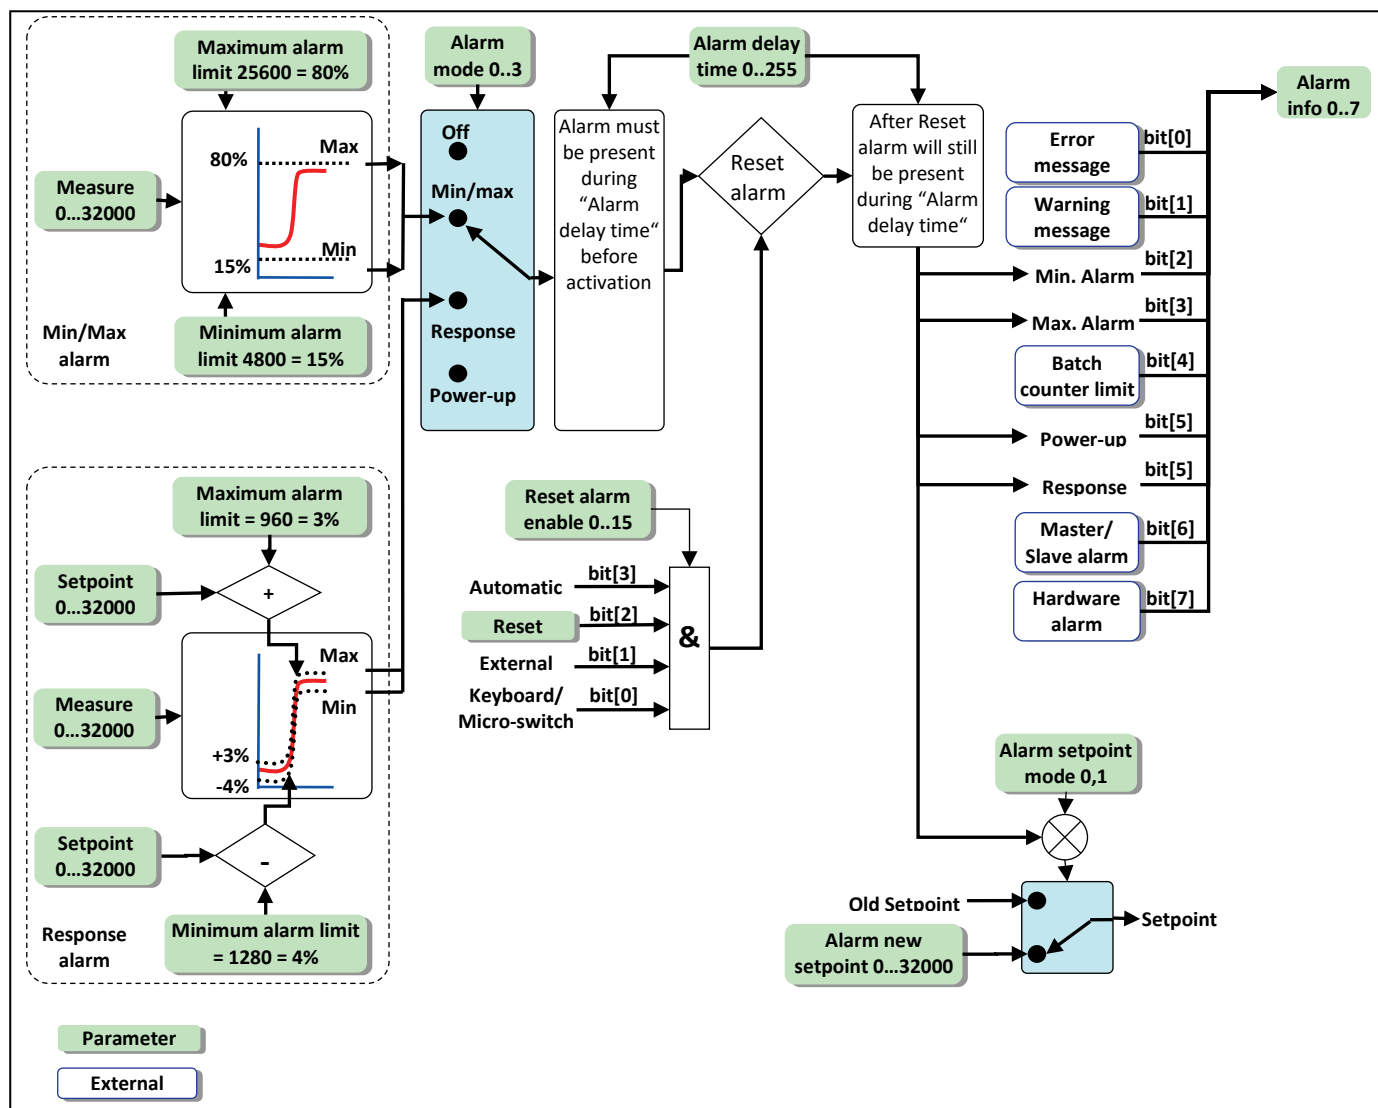 Maximum alarm
limit 25600 = 80%
80%
Max
Measure
0...32000
Min
15%
Minimum alarm
limit 4800 = 15%
Min/Max
alarm
Alarm
mode 0..3
Off
Min/max
Response
Power-up
Alarm must
be present
during
“Alarm
delay time“
before
activation
Alarm delay
time 0..255
Reset
alarm
After Reset
alarm will still
be present
during “Alarm
delay time“
Alarm
info 0..7
Error
message
bit[0]
Warning
message
bit[1]
Min. Alarm
bit[2]
Max. Alarm
bit[3]
Batch
counter limit
bit[4]
Power-up
bit[5]
Response
bit[5]
Master/
Slave alarm
bit[6]
Hardware
alarm
bit[7]
Maximum alarm
limit = 960 = 3%
Setpoint
0...32000
+
Max
Measure
0...32000
Min
+3%
-4%
Setpoint
0...32000
-
Response
alarm
Minimum alarm limit
= 1280 = 4%
Reset alarm
enable 0..15
Automatic
bit[3]
Reset
bit[2]
External
bit[1]
Keyboard/
Micro-switch
bit[0]
&
Alarm setpoint
mode 0,1
Old Setpoint
Alarm new
setpoint 0...32000
Setpoint
Parameter
External